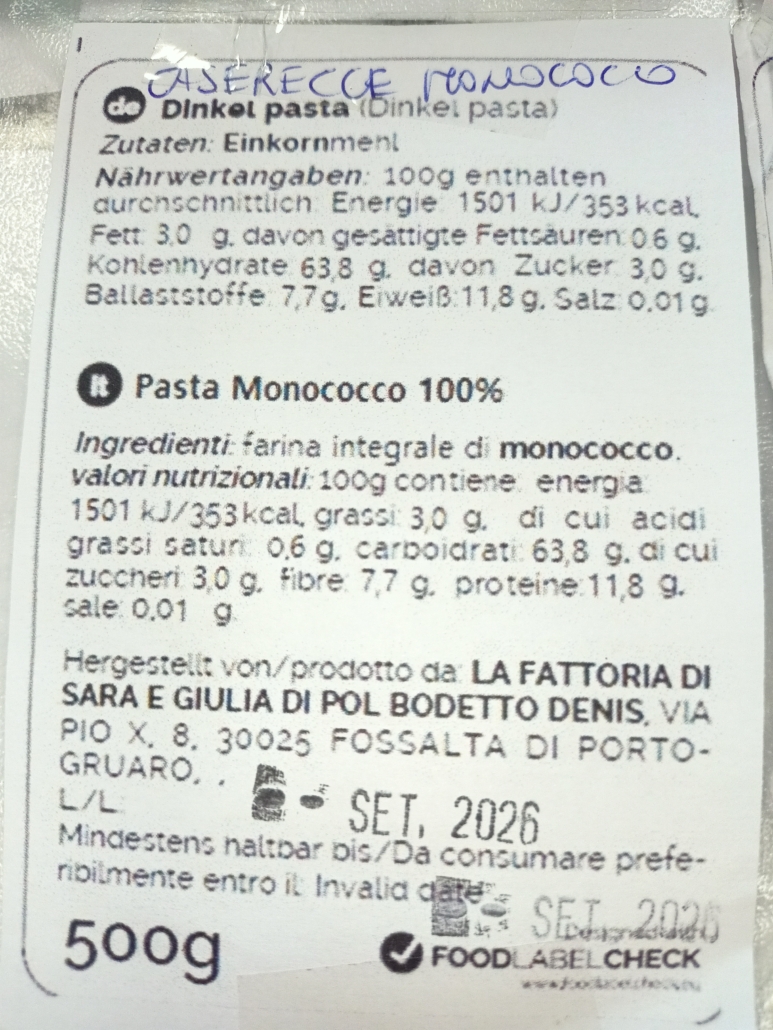 CASERECCE MONOCOCCO
de Dinkel pasta (Dinkel pasta)
Zutaten: Einkornmehl
Nährwertangaben: 100g enthalten
durchschnittlich: Energie: 1501 kJ/353 kcal,
Fett: 3,0 g, davon gesättigte Fettsäuren: 0,6 g,
Kohlenhydrate: 63,8 g, davon Zucker: 3,0 g,
Ballaststoffe: 7,7 g, Eiweiß: 11,8 g, Salz: 0,01 g
it Pasta Monococco 100%
Ingredienti: farina integrale di monococco.
valori nutrizionali: 100g contiene: energia:
1501 kJ/353 kcal, grassi: 3,0 g, di cui acidi
grassi saturi: 0,6 g, carboidrati: 63,8 g, di cui
zuccheri: 3,0 g, fibre: 7,7 g, proteine: 11,8 g,
sale: 0,01 g
Hergestellt von/prodotto da: LA FATTORIA DI
SARA E GIULIA DI POL BODETTO DENIS, VIA
PIO X, 8, 30025 FOSSALTA DI PORTO-
GRUARO, ,
L/L:
SET. 2026
Mindestens haltbar bis/Da consumare prefe-
ribilmente entro il: Invalid date
SET. 2026
500g
Designed with
FOODLABELCHECK
www.foodlabelcheck.eu